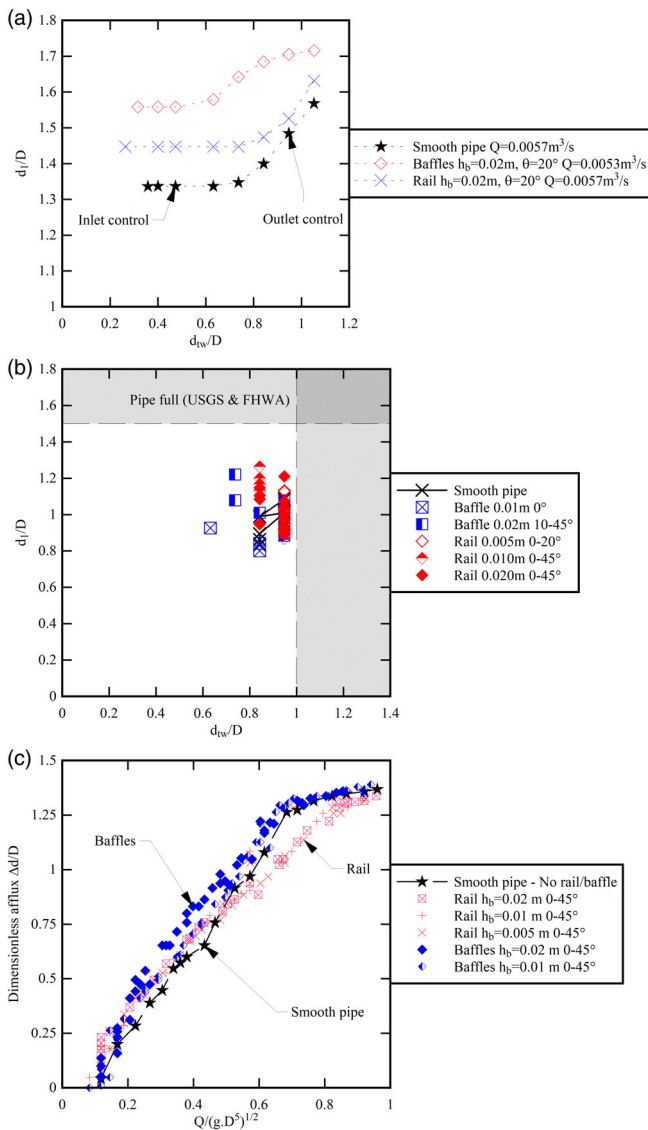 (a)
1.8
1.7
1.6
1.5
1.4
1.3
1.2
1.1
1
d1/D
Inlet control
Outlet control
0 0.2 0.4 0.6 0.8 1 1.2
dtw/D
Smooth pipe Q=0.0057m³/s
Baffles hb=0.02m, θ=20° Q=0.0053m³/s
Rail hb=0.02m, θ=20° Q=0.0057m³/s
(b)
1.8
1.6
1.4
1.2
1
0.8
0.6
0.4
0.2
0
d1/D
Pipe full (USGS & FHWA)
0 0.2 0.4 0.6 0.8 1 1.2 1.4
dtw/D
Smooth pipe
Baffle 0.01m 0°
Baffle 0.02m 10-45°
Rail 0.005m 0-20°
Rail 0.010m 0-45°
Rail 0.020m 0-45°
(c)
1.5
1.25
1
0.75
0.5
0.25
0
Dimensionless afflux Δd/D
Baffles
Rail
Smooth pipe
0 0.2 0.4 0.6 0.8 1
Q/(g.D⁵)¹/²
Smooth pipe - No rail/baffle
Rail hb=0.02 m 0-45°
Rail hb=0.01 m 0-45°
Rail hb=0.005 m 0-45°
Baffles hb=0.02 m 0-45°
Baffles hb=0.01 m 0-45°